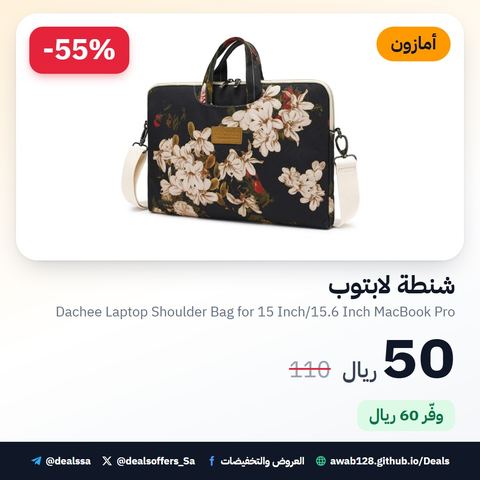 -55%
أمازون
شنطة لابتوب
Dachee Laptop Shoulder Bag for 15 Inch/15.6 Inch MacBook Pro
50 ريال 110
وفّر 60 ريال
@dealssa @dealsoffers_Sa العروض والتخفيضات awab128.github.io/Deals